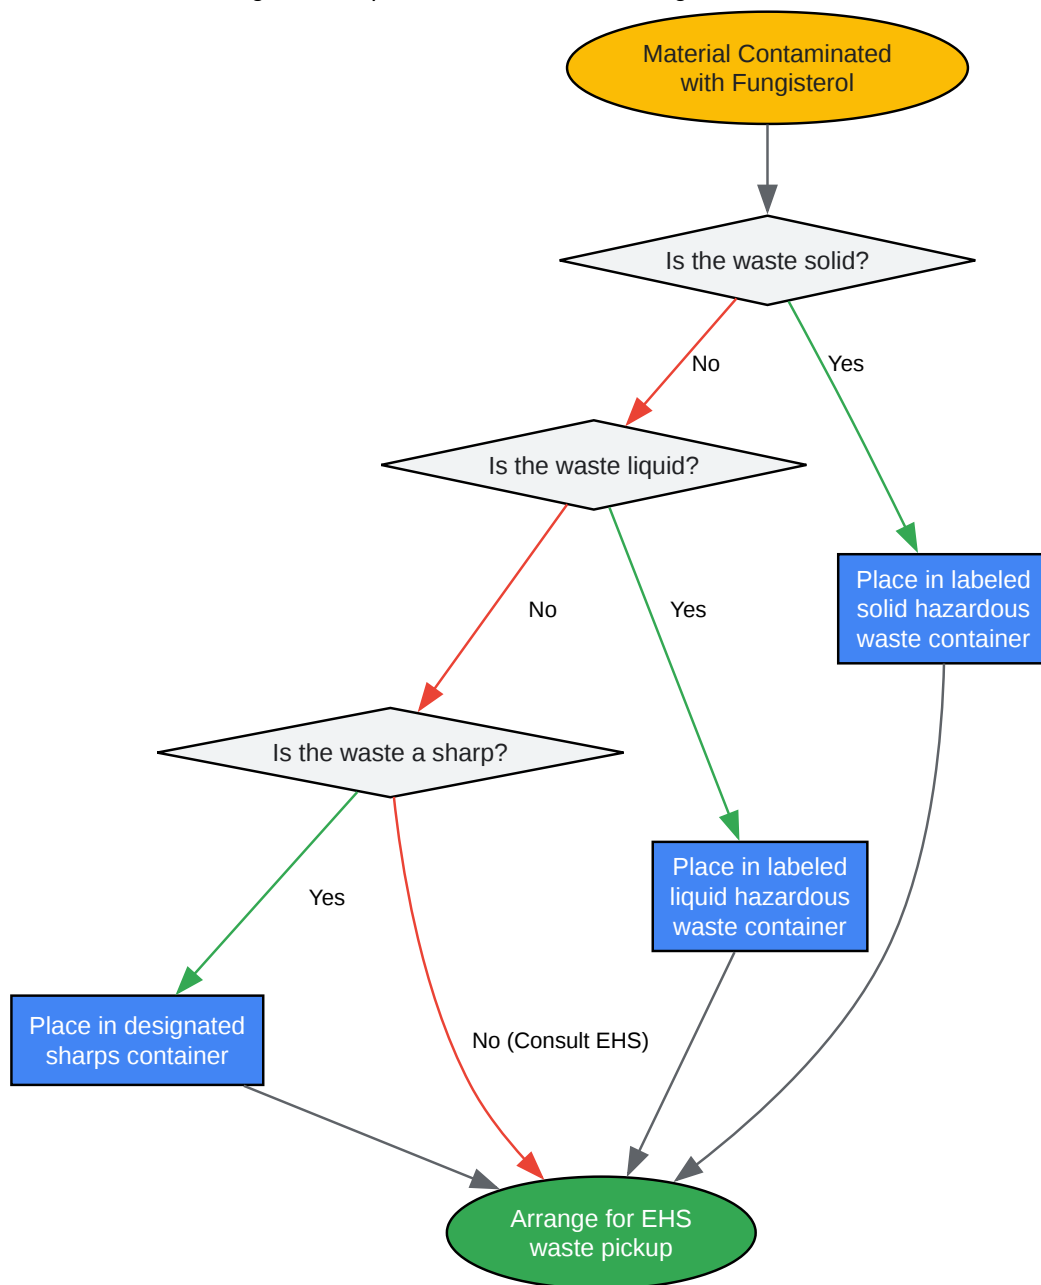 Material Contaminated
with Fungisterol
Is the waste solid?
No
Yes
Is the waste liquid?
Place in labeled
solid hazardous
waste container
No
Yes
Is the waste a sharp?
Place in labeled
liquid hazardous
waste container
Yes
Place in designated
sharps container
No (Consult EHS)
Arrange for EHS
waste pickup